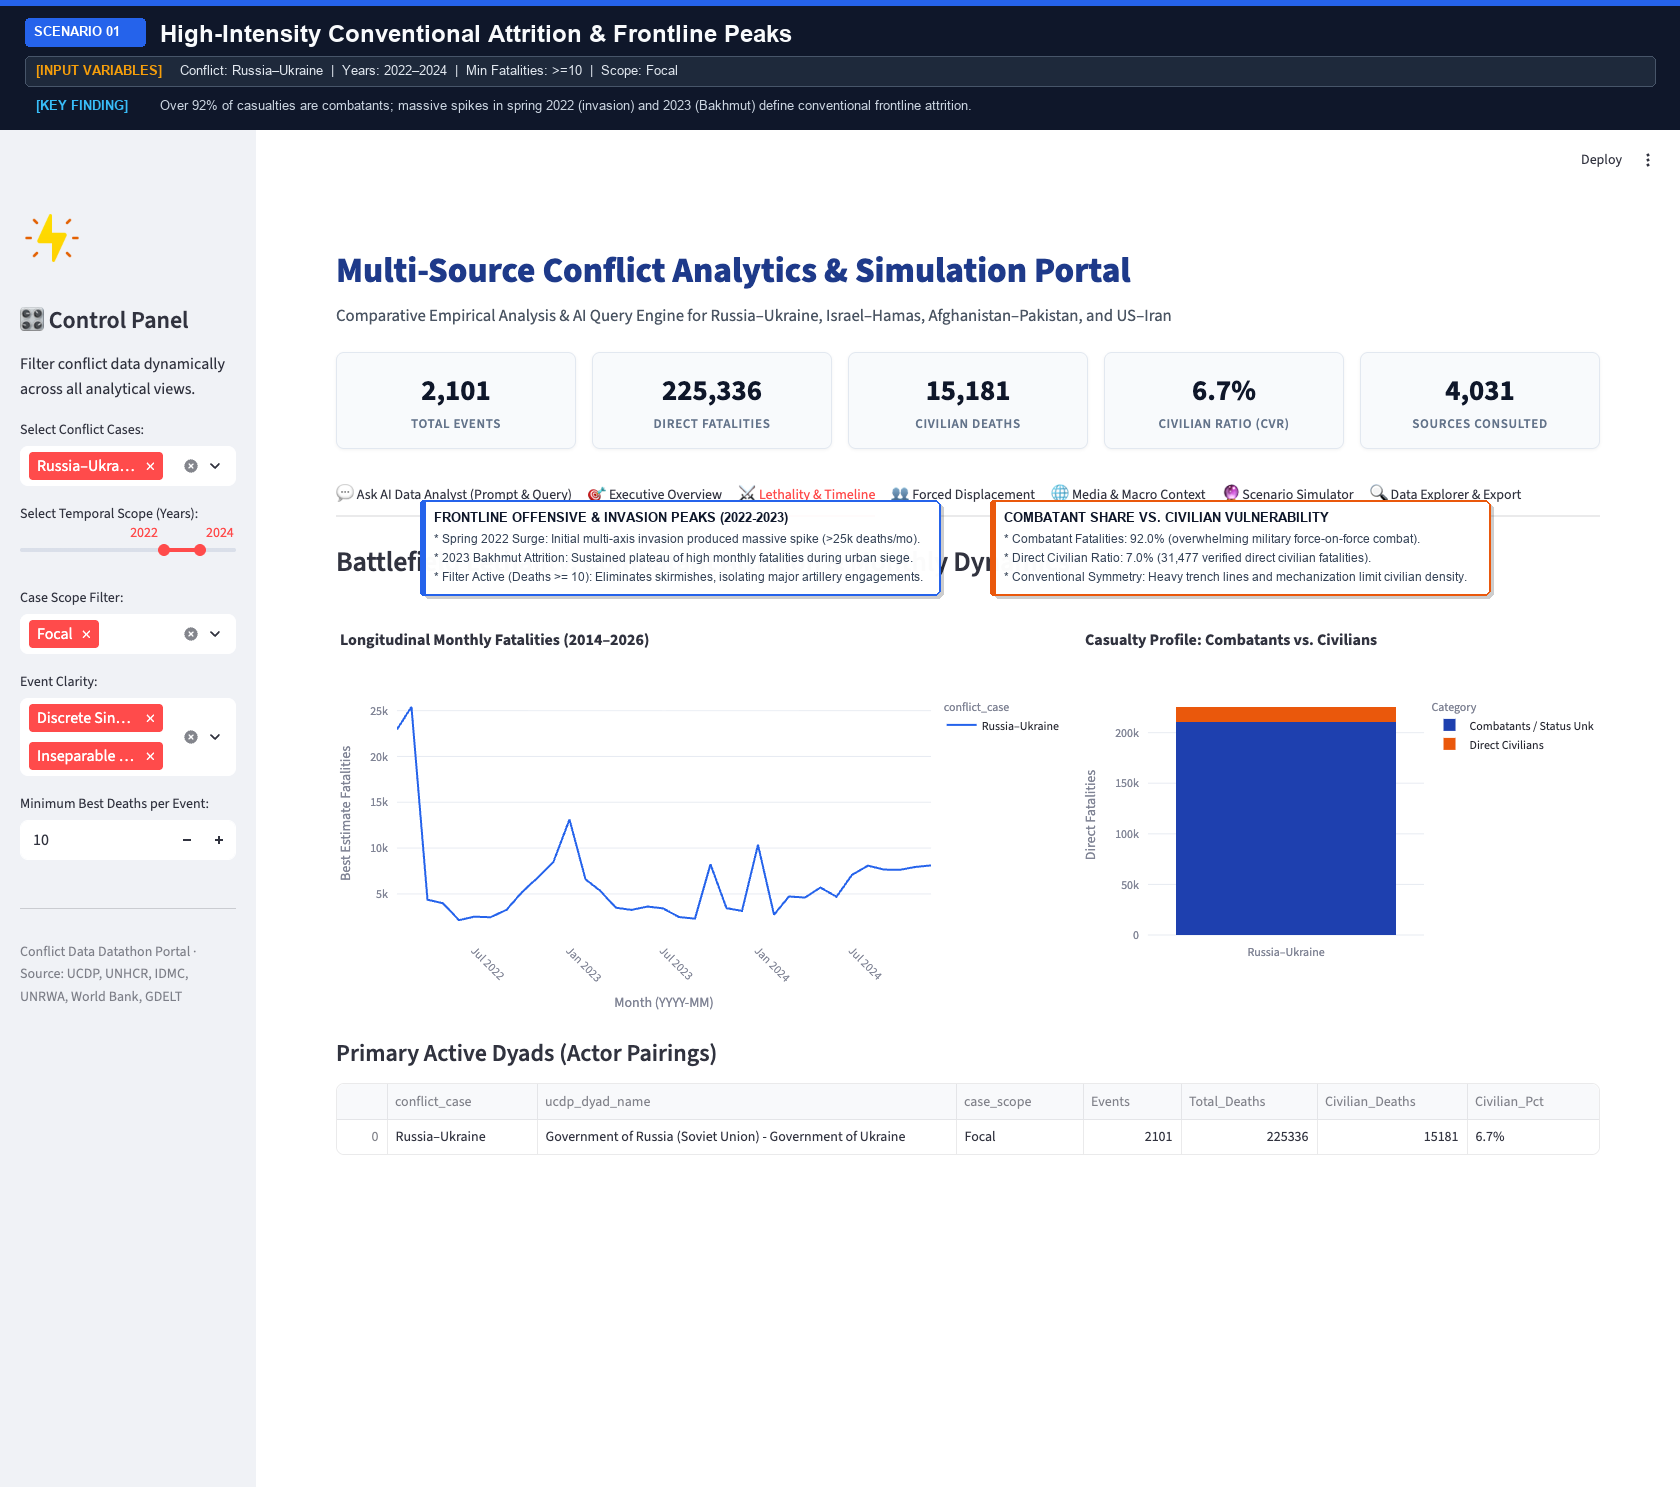 SCENARIO 01
High-Intensity Conventional Attrition & Frontline Peaks
[INPUT VARIABLES] Conflict: Russia–Ukraine | Years: 2022–2024 | Min Fatalities: >=10 | Scope: Focal
[KEY FINDING] Over 92% of casualties are combatants; massive spikes in spring 2022 (invasion) and 2023 (Bakhmut) define conventional frontline attrition.
Deploy
Control Panel
Filter conflict data dynamically
across all analytical views.
Select Conflict Cases:
Russia–Ukra…
Select Temporal Scope (Years):
2022 2024
Case Scope Filter:
Focal
Event Clarity:
Discrete Sin…
Inseparable …
Minimum Best Deaths per Event:
10
Conflict Data Datathon Portal ·
Source: UCDP, UNHCR, IDMC,
UNRWA, World Bank, GDELT
Multi-Source Conflict Analytics & Simulation Portal
Comparative Empirical Analysis & AI Query Engine for Russia–Ukraine, Israel–Hamas, Afghanistan–Pakistan, and US–Iran
2,101
TOTAL EVENTS
225,336
DIRECT FATALITIES
15,181
CIVILIAN DEATHS
6.7%
CIVILIAN RATIO (CVR)
4,031
SOURCES CONSULTED
Ask AI Data Analyst (Prompt & Query) Executive Overview Lethality & Timeline Forced Displacement Media & Macro Context Scenario Simulator Data Explorer & Export
FRONTLINE OFFENSIVE & INVASION PEAKS (2022-2023)
* Spring 2022 Surge: Initial multi-axis invasion produced massive spike (>25k deaths/mo).
* 2023 Bakhmut Attrition: Sustained plateau of high monthly fatalities during urban siege.
* Filter Active (Deaths >= 10): Eliminates skirmishes, isolating major artillery engagements.
COMBATANT SHARE VS. CIVILIAN VULNERABILITY
* Combatant Fatalities: 92.0% (overwhelming military force-on-force combat).
* Direct Civilian Ratio: 7.0% (31,477 verified direct civilian fatalities).
* Conventional Symmetry: Heavy trench lines and mechanization limit civilian density.
Longitudinal Monthly Fatalities (2014–2026)
conflict_case
Russia–Ukraine
Best Estimate Fatalities
25k
20k
15k
10k
5k
Jul 2022
Jan 2023
Jul 2023
Jan 2024
Jul 2024
Month (YYYY-MM)
Casualty Profile: Combatants vs. Civilians
Category
Combatants / Status Unk
Direct Civilians
Direct Fatalities
200k
150k
100k
50k
0
Russia–Ukraine
Primary Active Dyads (Actor Pairings)
conflict_case ucdp_dyad_name case_scope Events Total_Deaths Civilian_Deaths Civilian_Pct
0 Russia–Ukraine Government of Russia (Soviet Union) - Government of Ukraine Focal 2101 225336 15181 6.7%